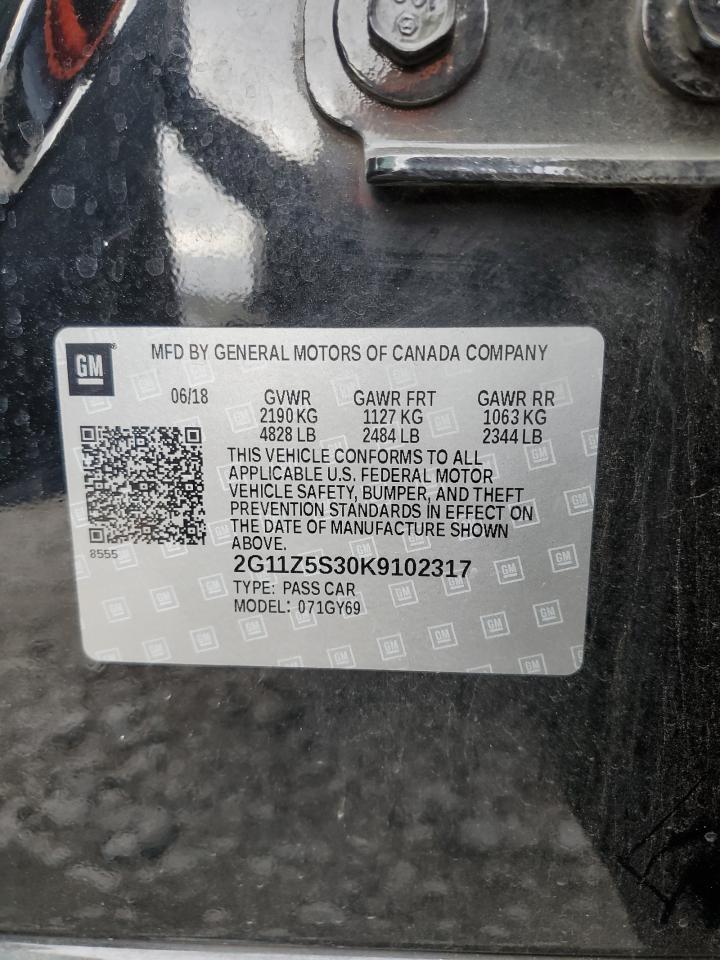 GM
MFD BY GENERAL MOTORS OF CANADA COMPANY
06/18 GVWR GAWR FRT GAWR RR
2190 KG 1127 KG 1063 KG
4828 LB 2484 LB 2344 LB
THIS VEHICLE CONFORMS TO ALL
APPLICABLE U.S. FEDERAL MOTOR
VEHICLE SAFETY, BUMPER, AND THEFT
PREVENTION STANDARDS IN EFFECT ON
THE DATE OF MANUFACTURE SHOWN
ABOVE.
8555
2G11Z5S30K9102317
TYPE: PASS CAR
MODEL: 071GY69